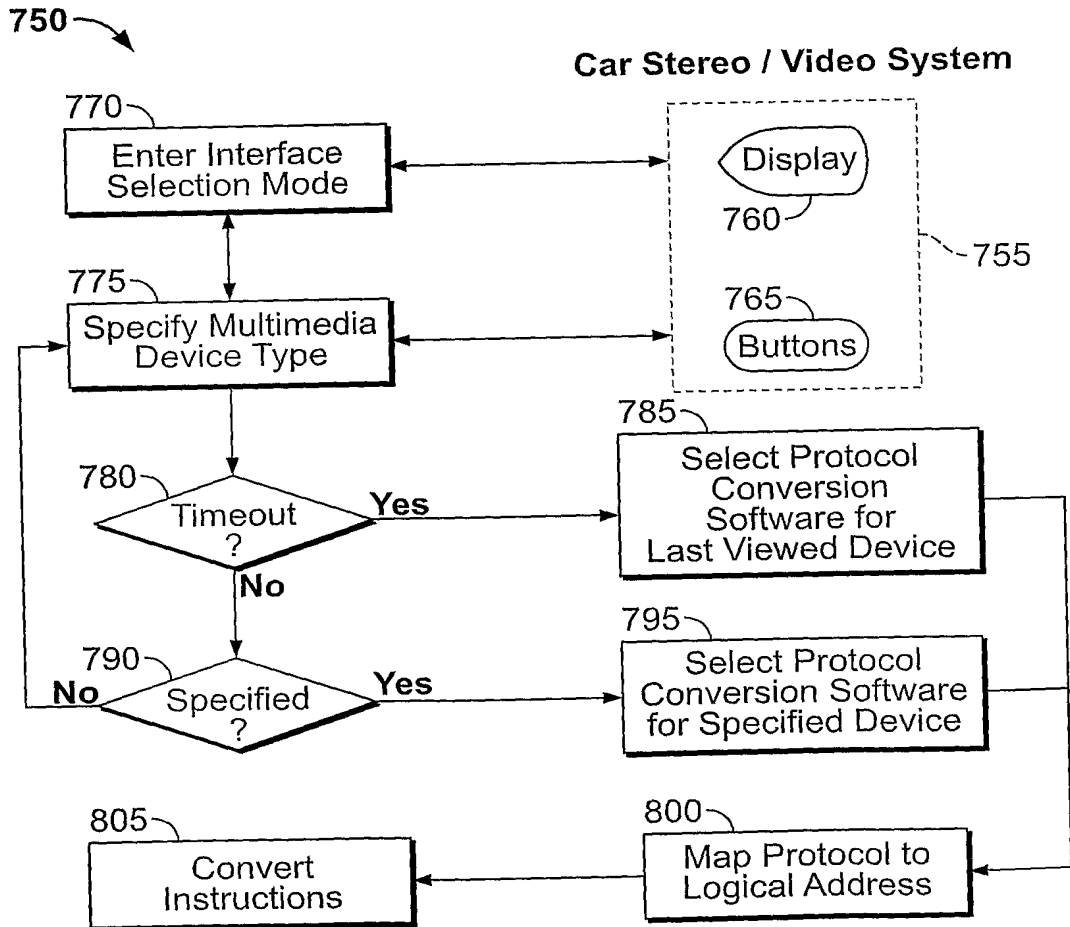 750
Car Stereo / Video System
770
Enter Interface
Selection Mode
Display
760
755
775
Specify Multimedia
Device Type
765
Buttons
785
Select Protocol
Conversion
Software for
Last Viewed Device
780
Timeout
?
Yes
No
795
Select Protocol
Conversion Software
for Specified Device
790
No
Specified
?
Yes
805
Convert
Instructions
800
Map Protocol to
Logical Address